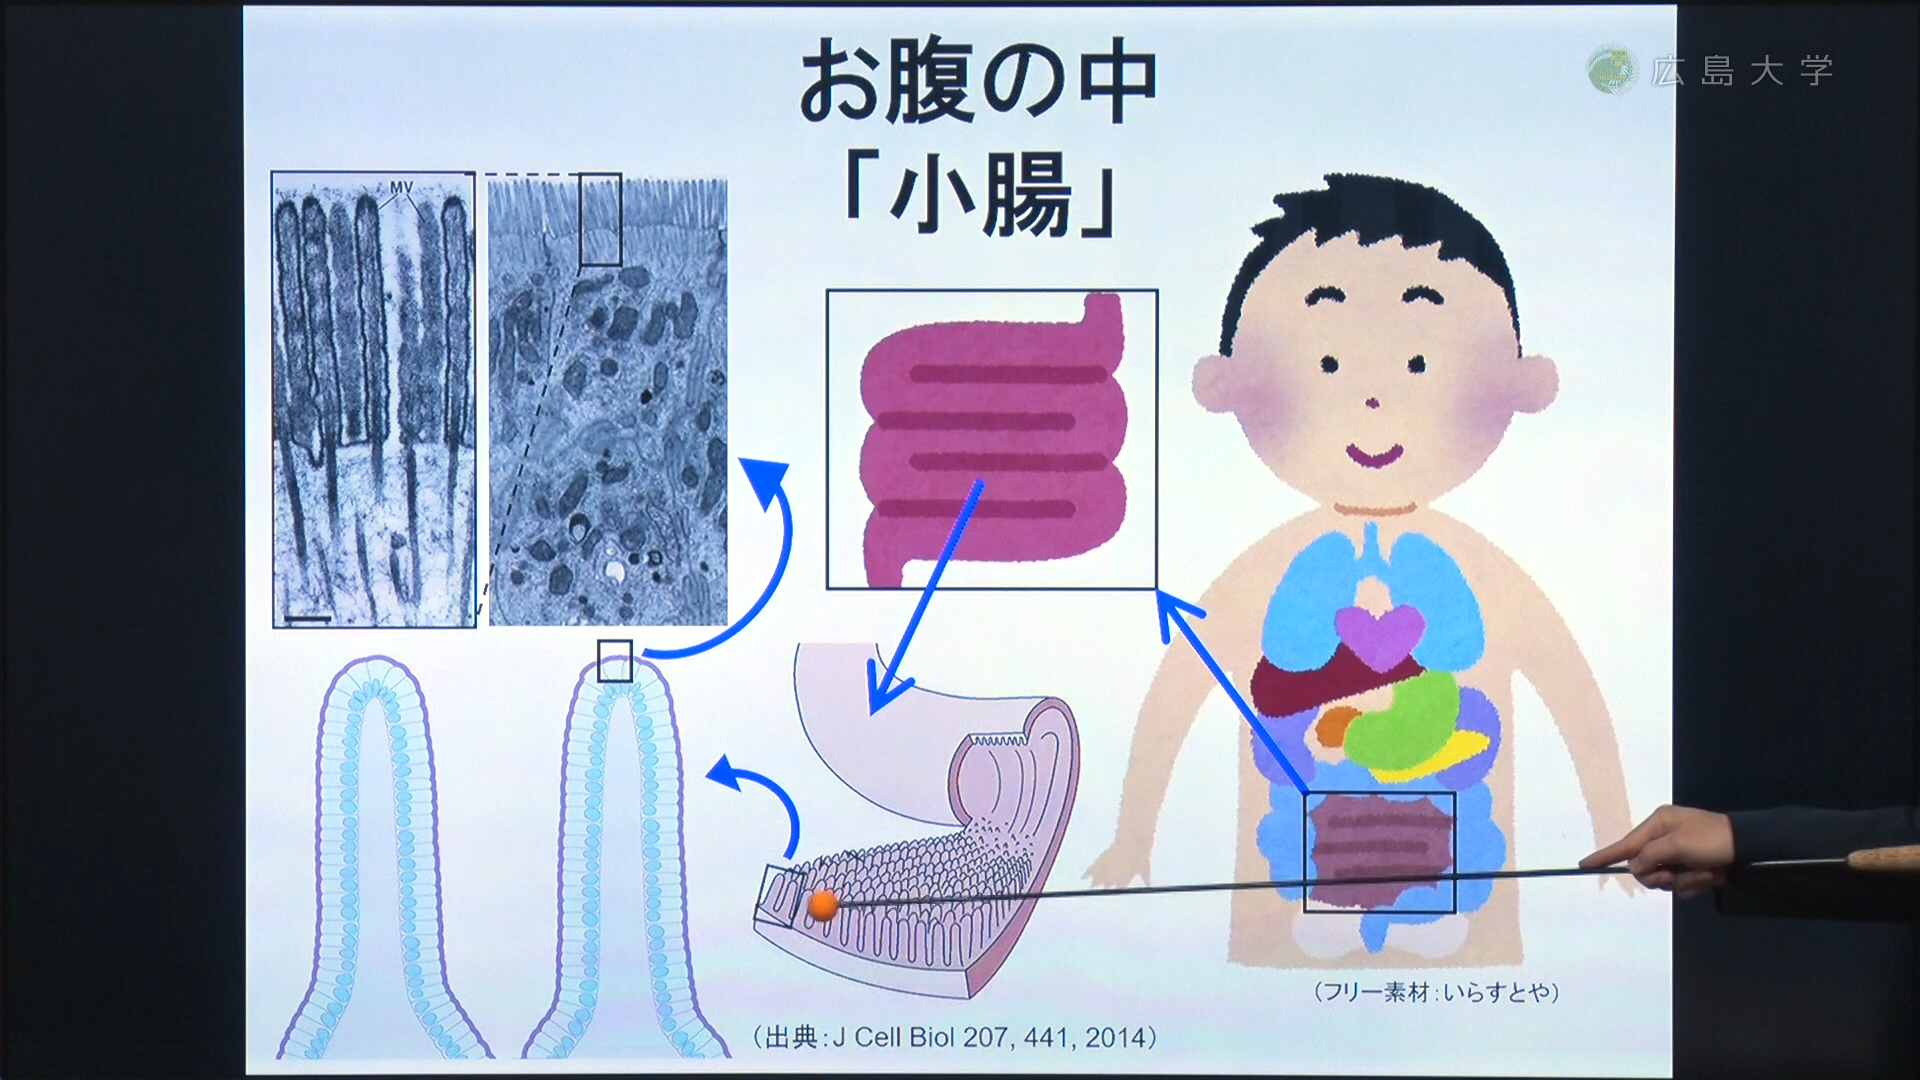 お腹の中
「小腸」
広島大学
MV
(フリー素材:いらすとや)
(出典:J Cell Biol 207, 441, 2014)